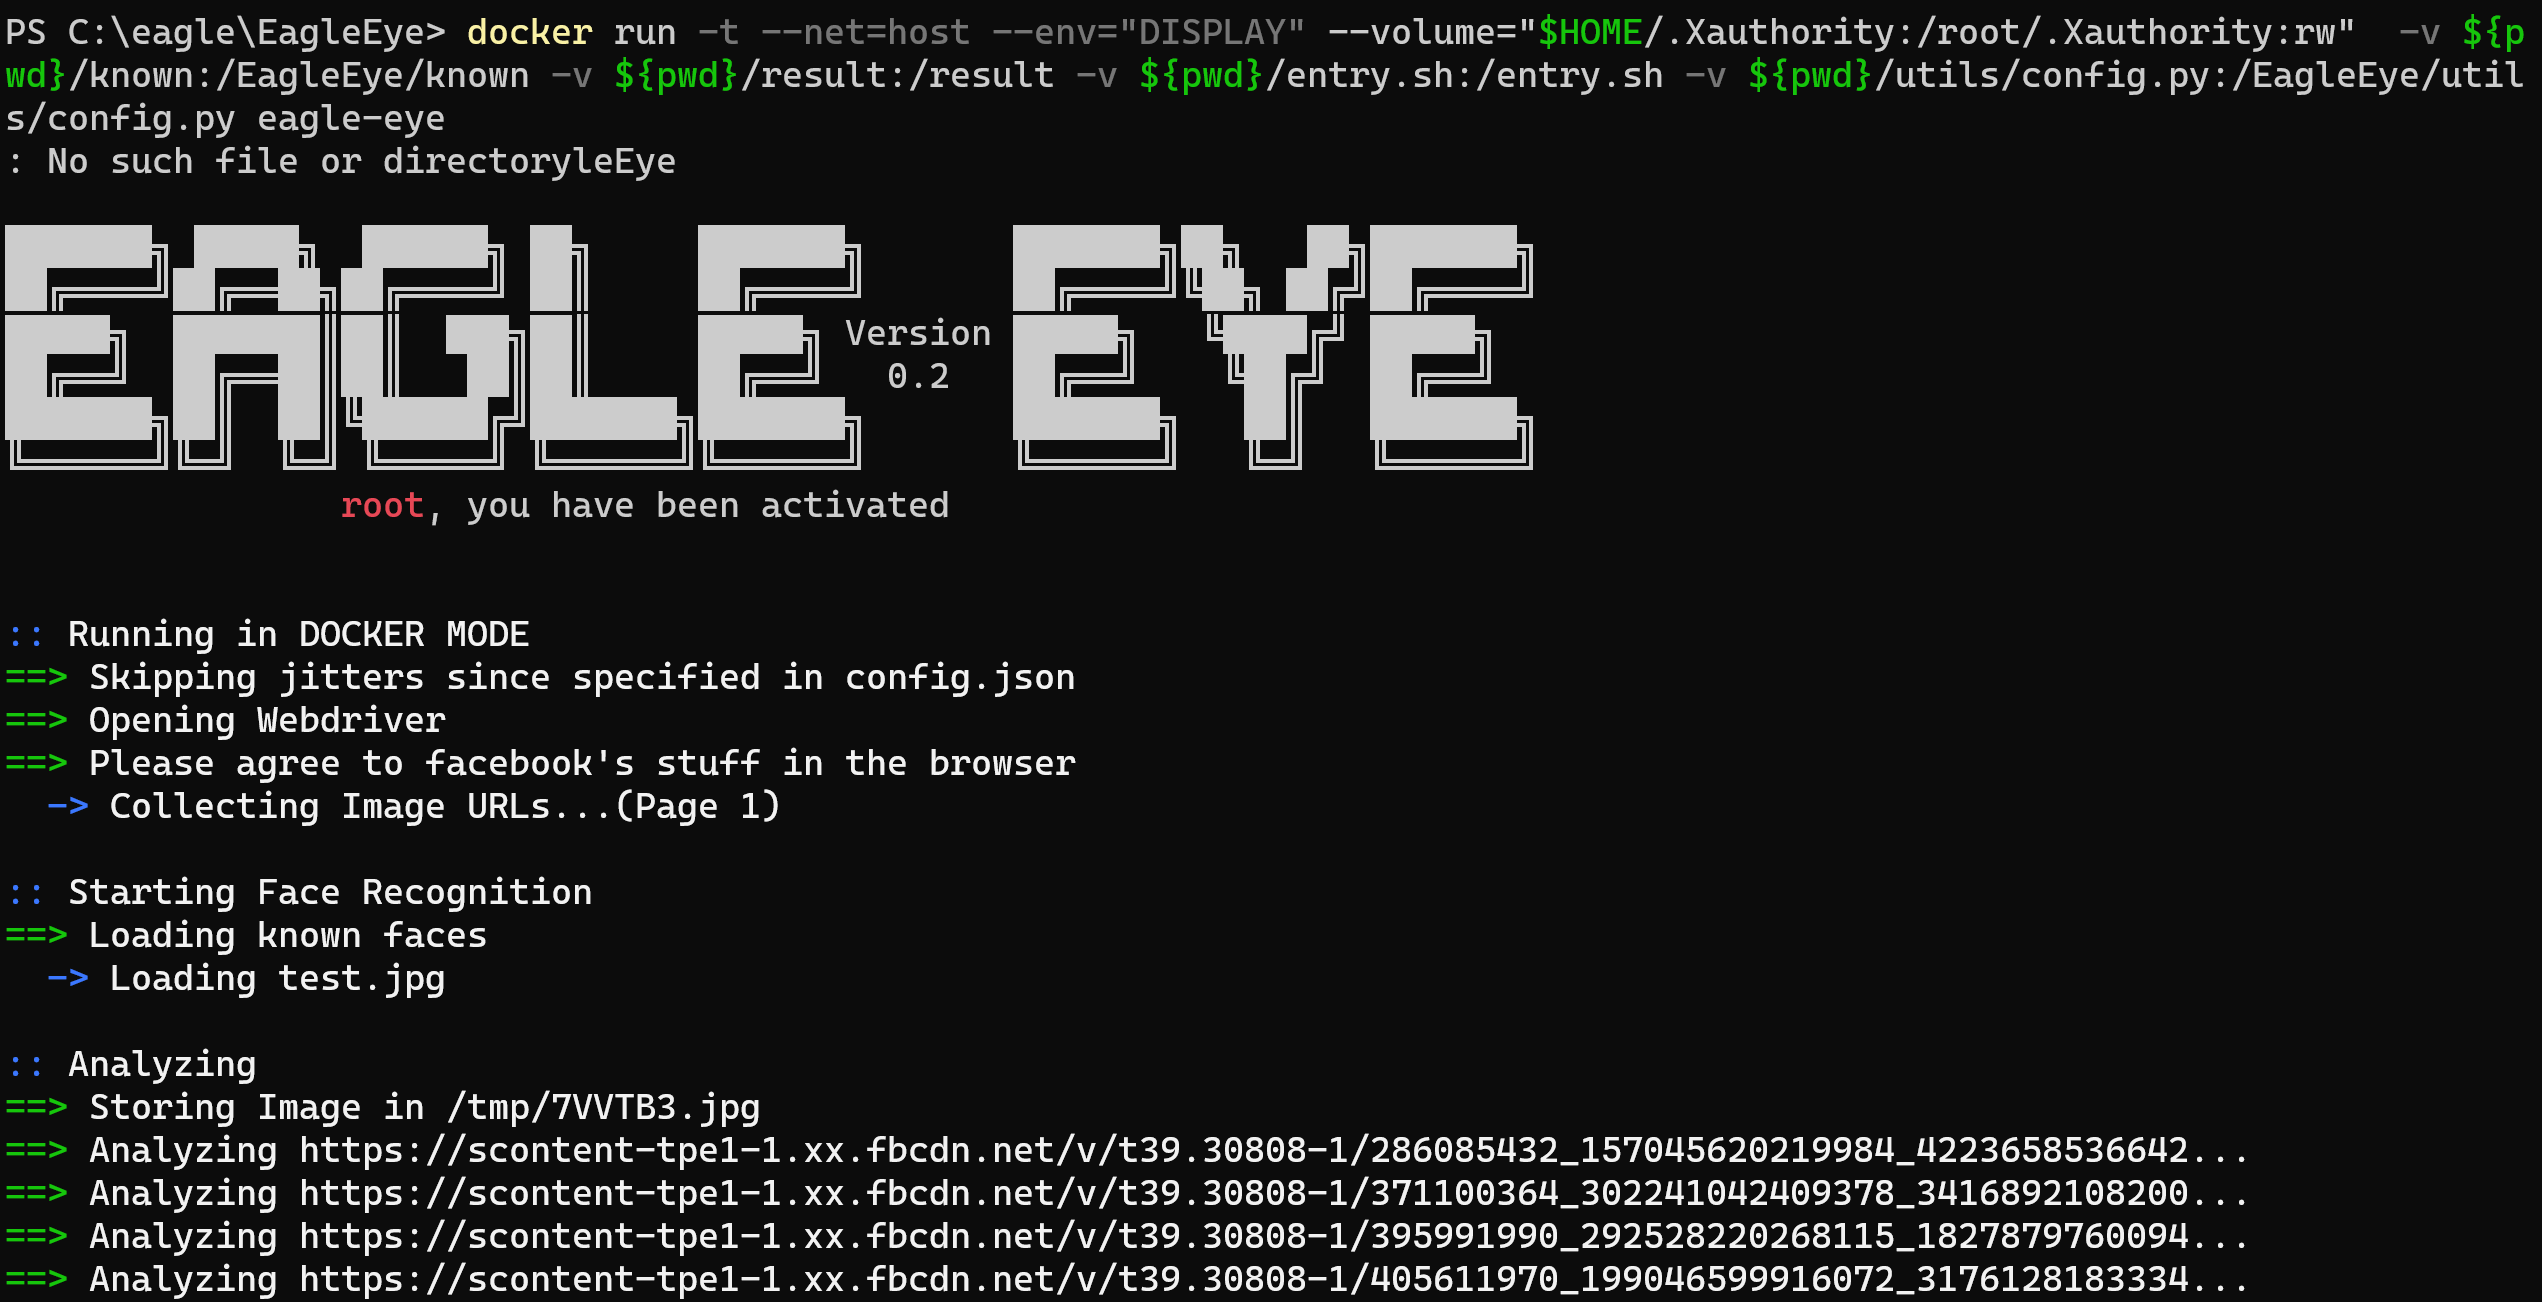 PS C:\eagle\EagleEye> docker run -t --net=host --env="DISPLAY" --volume="$HOME/.Xauthority:/root/.Xauthority:rw"  -v ${p
wd}/known:/EagleEye/known -v ${pwd}/result:/result -v ${pwd}/entry.sh:/entry.sh -v ${pwd}/utils/config.py:/EagleEye/util
s/config.py eagle-eye
: No such file or directoryleEye
EAGLE EYE
Version
0.2
root, you have been activated
:: Running in DOCKER MODE
==> Skipping jitters since specified in config.json
==> Opening Webdriver
==> Please agree to facebook's stuff in the browser
-> Collecting Image URLs...(Page 1)
:: Starting Face Recognition
==> Loading known faces
-> Loading test.jpg
:: Analyzing
==> Storing Image in /tmp/7VVTB3.jpg
==> Analyzing https://scontent-tpe1-1.xx.fbcdn.net/v/t39.30808-1/286085432_157045620219984_4223658536642...
==> Analyzing https://scontent-tpe1-1.xx.fbcdn.net/v/t39.30808-1/371100364_302241042409378_3416892108200...
==> Analyzing https://scontent-tpe1-1.xx.fbcdn.net/v/t39.30808-1/395991990_292528220268115_1827879760094...
==> Analyzing https://scontent-tpe1-1.xx.fbcdn.net/v/t39.30808-1/405611970_199046599916072_3176128183334...